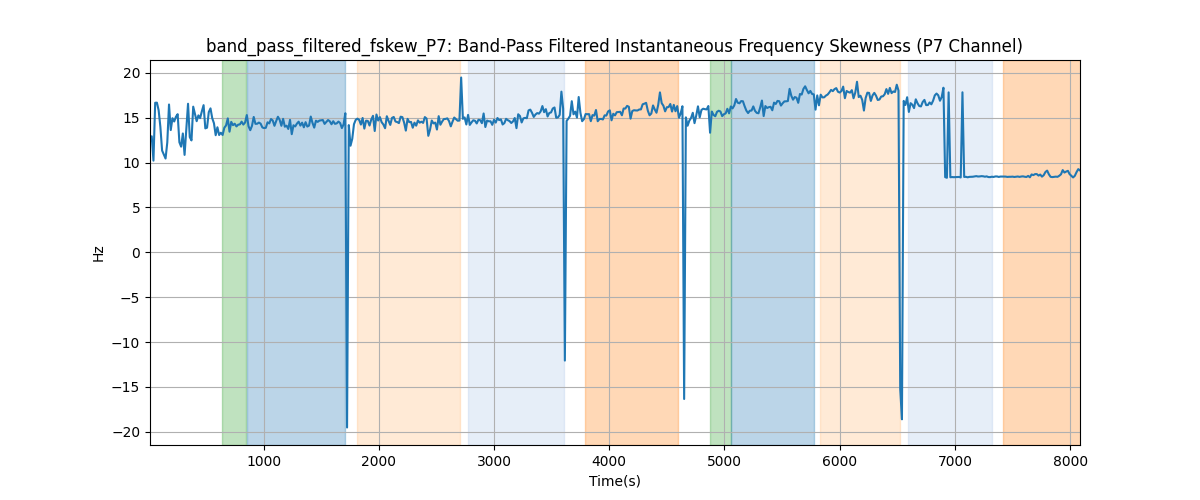 band_pass_filtered_fskew_P7: Band-Pass Filtered Instantaneous Frequency Skewness (P7 Channel)
20
15
10
5
0
−5
−10
−15
−20
Hz
1000 2000 3000 4000 5000 6000 7000 8000
Time(s)